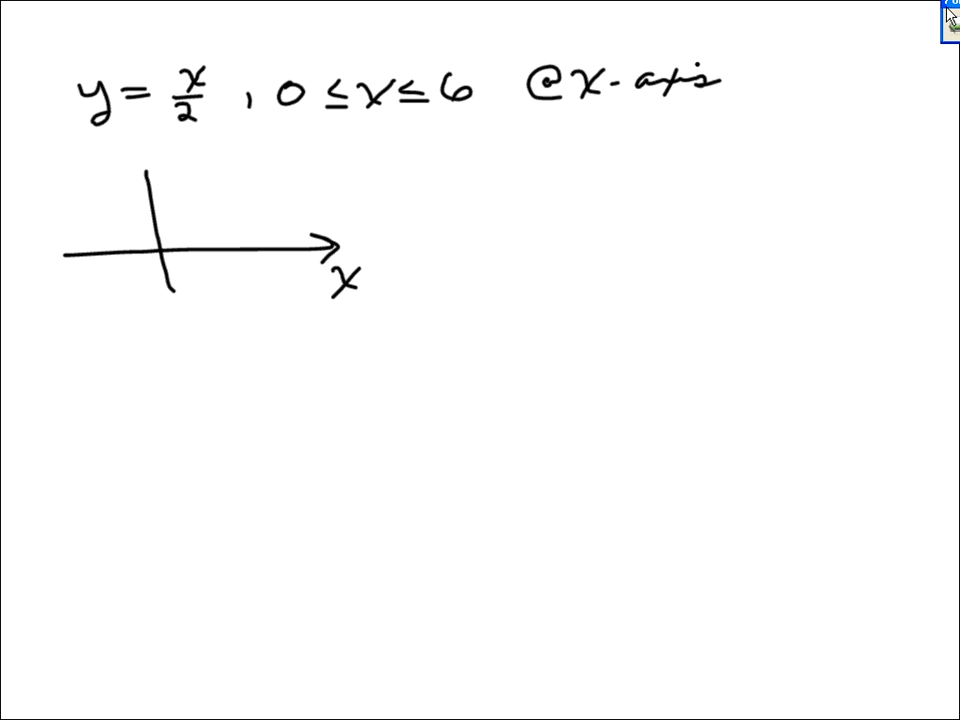 y = x/2 , 0 ≤ x ≤ 6 @ x-axis
x